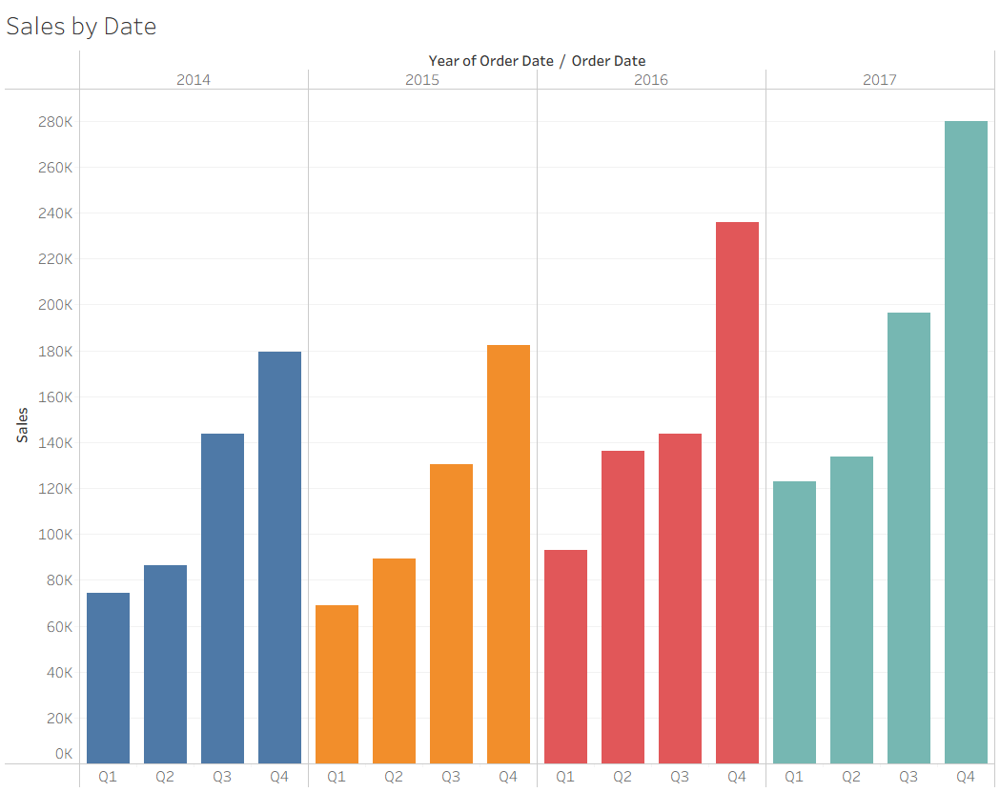 Sales by Date
Year of Order Date / Order Date
2014 2015 2016 2017
280K
260K
240K
220K
200K
180K
160K
140K
120K
100K
80K
60K
40K
20K
0K
Sales
Q1 Q2 Q3 Q4 Q1 Q2 Q3 Q4 Q1 Q2 Q3 Q4 Q1 Q2 Q3 Q4